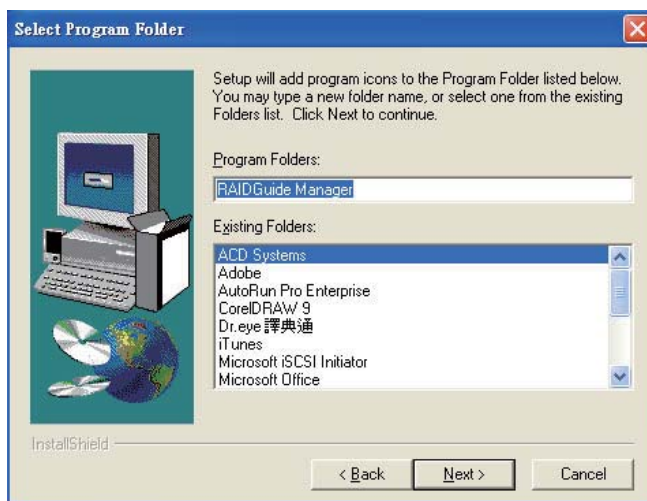 Select Program Folder
Setup will add program icons to the Program Folder listed below.
You may type a new folder name, or select one from the existing
Folders list. Click Next to continue.
Program Folders:
RAIDGuide Manager
Existing Folders:
ACD Systems
Adobe
AutoRun Pro Enterprise
CorelDRAW 9
Dr.eye 譯典通
iTunes
Microsoft iSCSI Initiator
Microsoft Office
InstallShield
< Back
Next >
Cancel